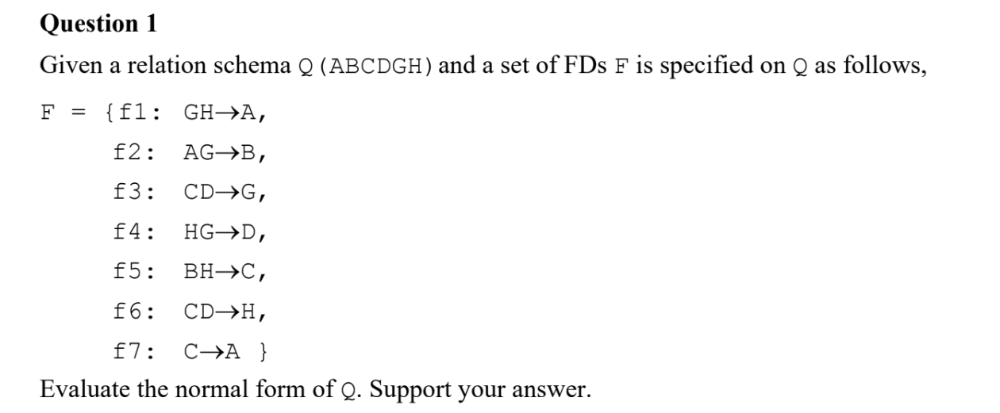 Question 1
Given a relation schema Q(ABCDGH) and a set of FDs F is specified on Q as follows,
F = {f1: GH→A,
f2: AG→B,
f3: CD→G,
f4: HG→D,
f5: BH→C,
f6: CD→H,
f7: C→A }
Evaluate the normal form of Q. Support your answer.